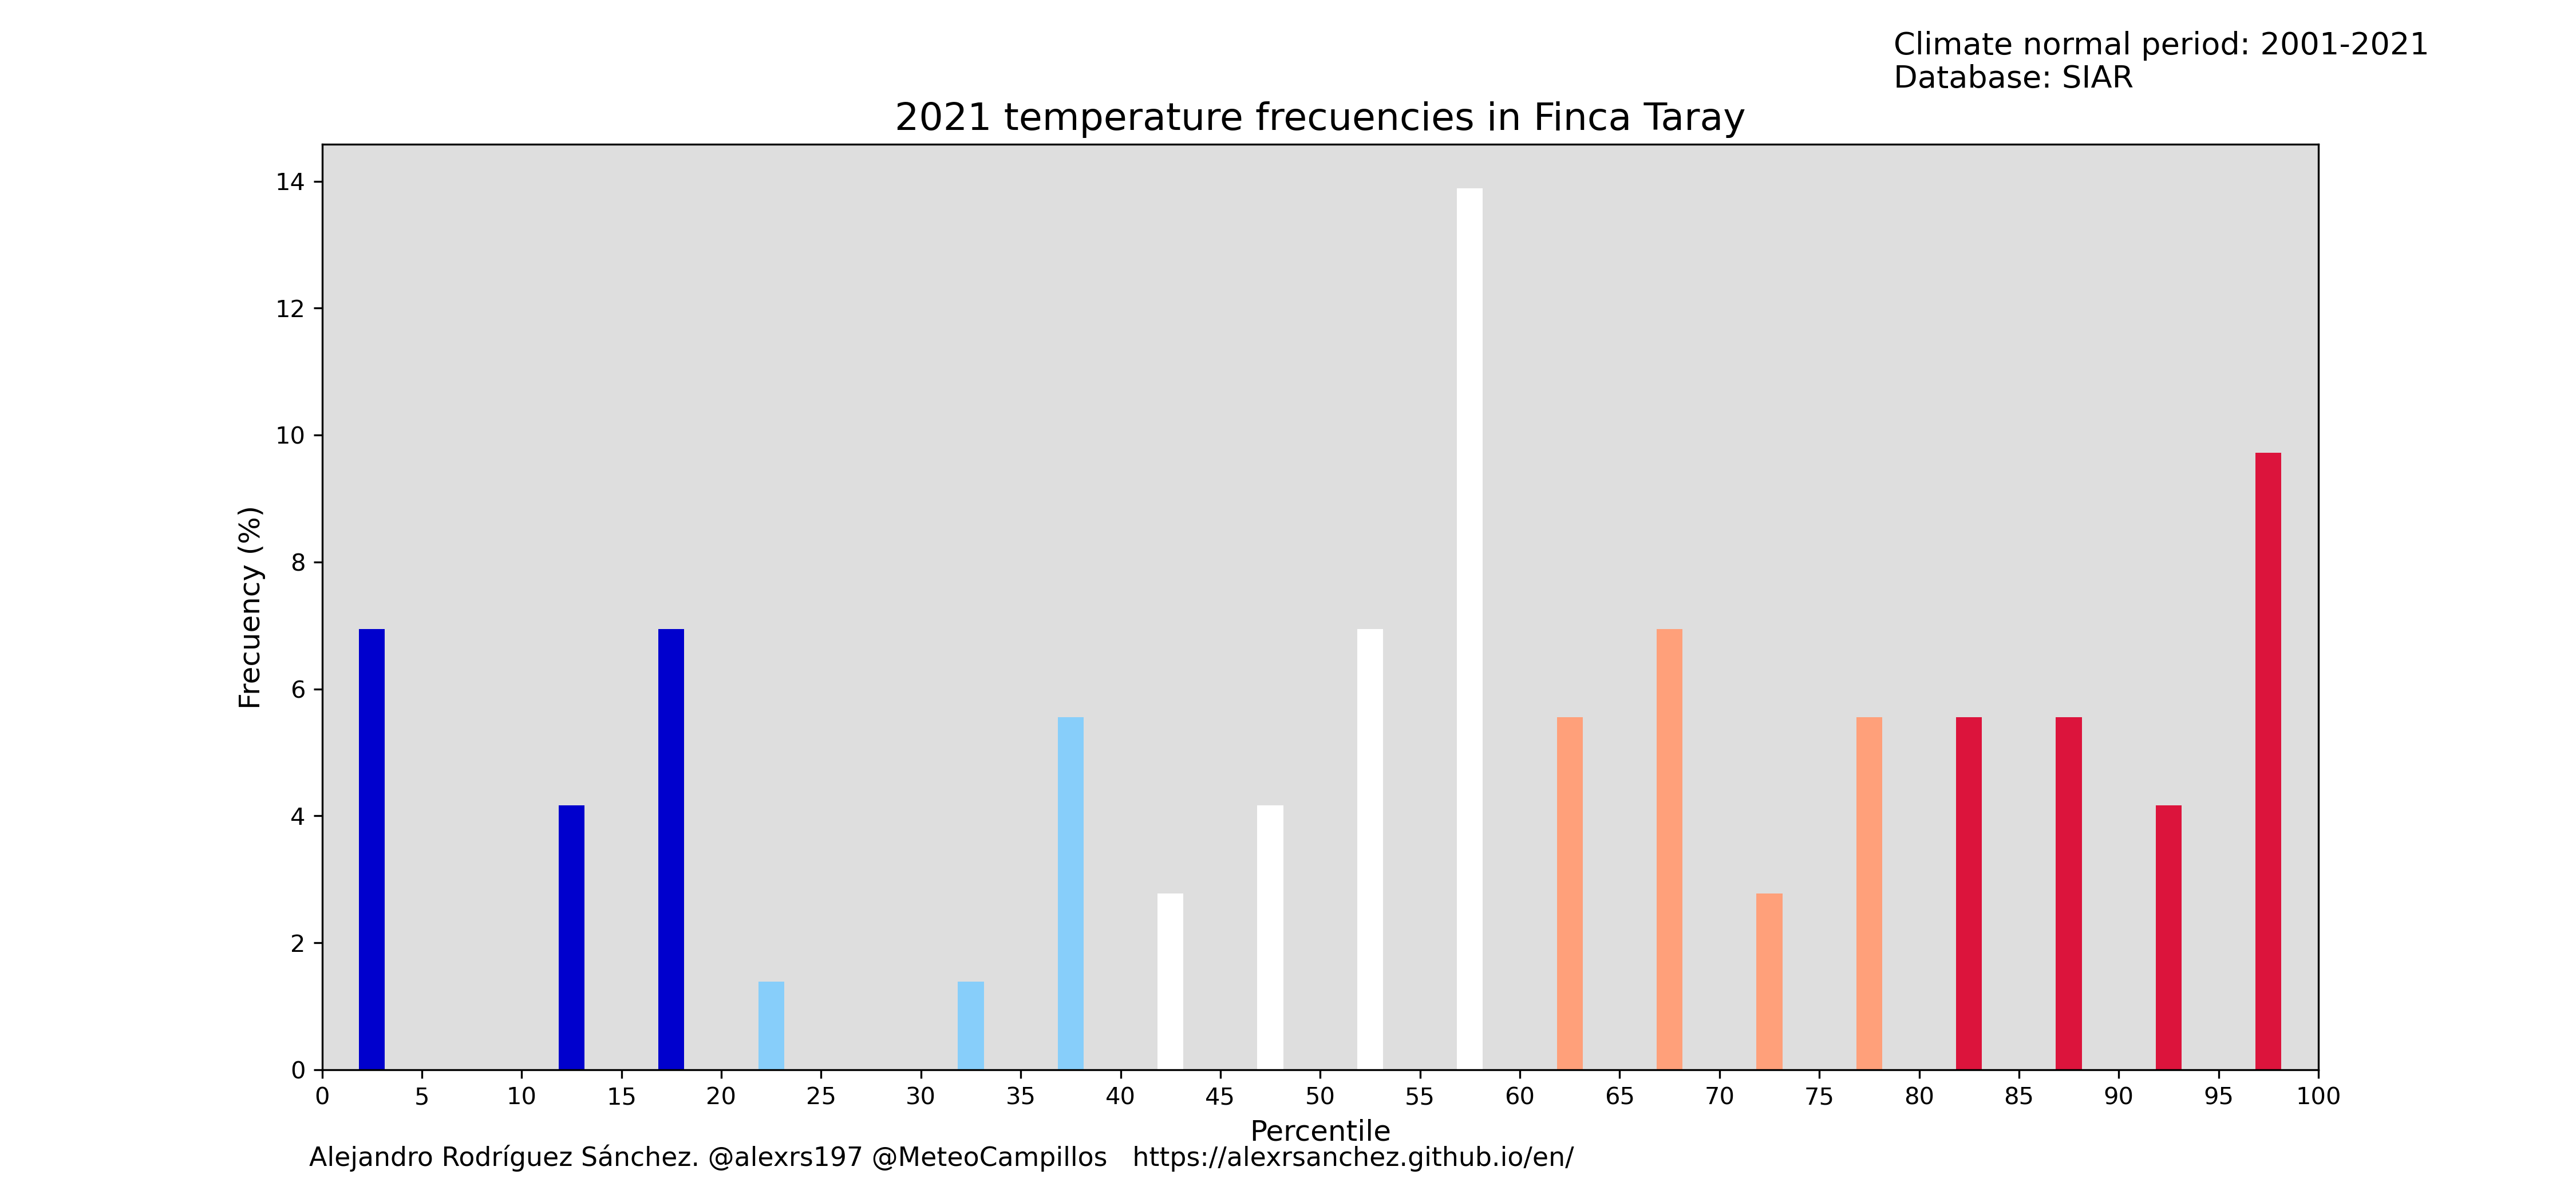 Climate normal period: 2001-2021
Database: SIAR
2021 temperature frecuencies in Finca Taray
14
12
10
8
6
4
2
0
Frecuency (%)
0 5 10 15 20 25 30 35 40 45 50 55 60 65 70 75 80 85 90 95 100
Percentile
Alejandro Rodríguez Sánchez. @alexrs197 @MeteoCampillos https://alexrsanchez.github.io/en/